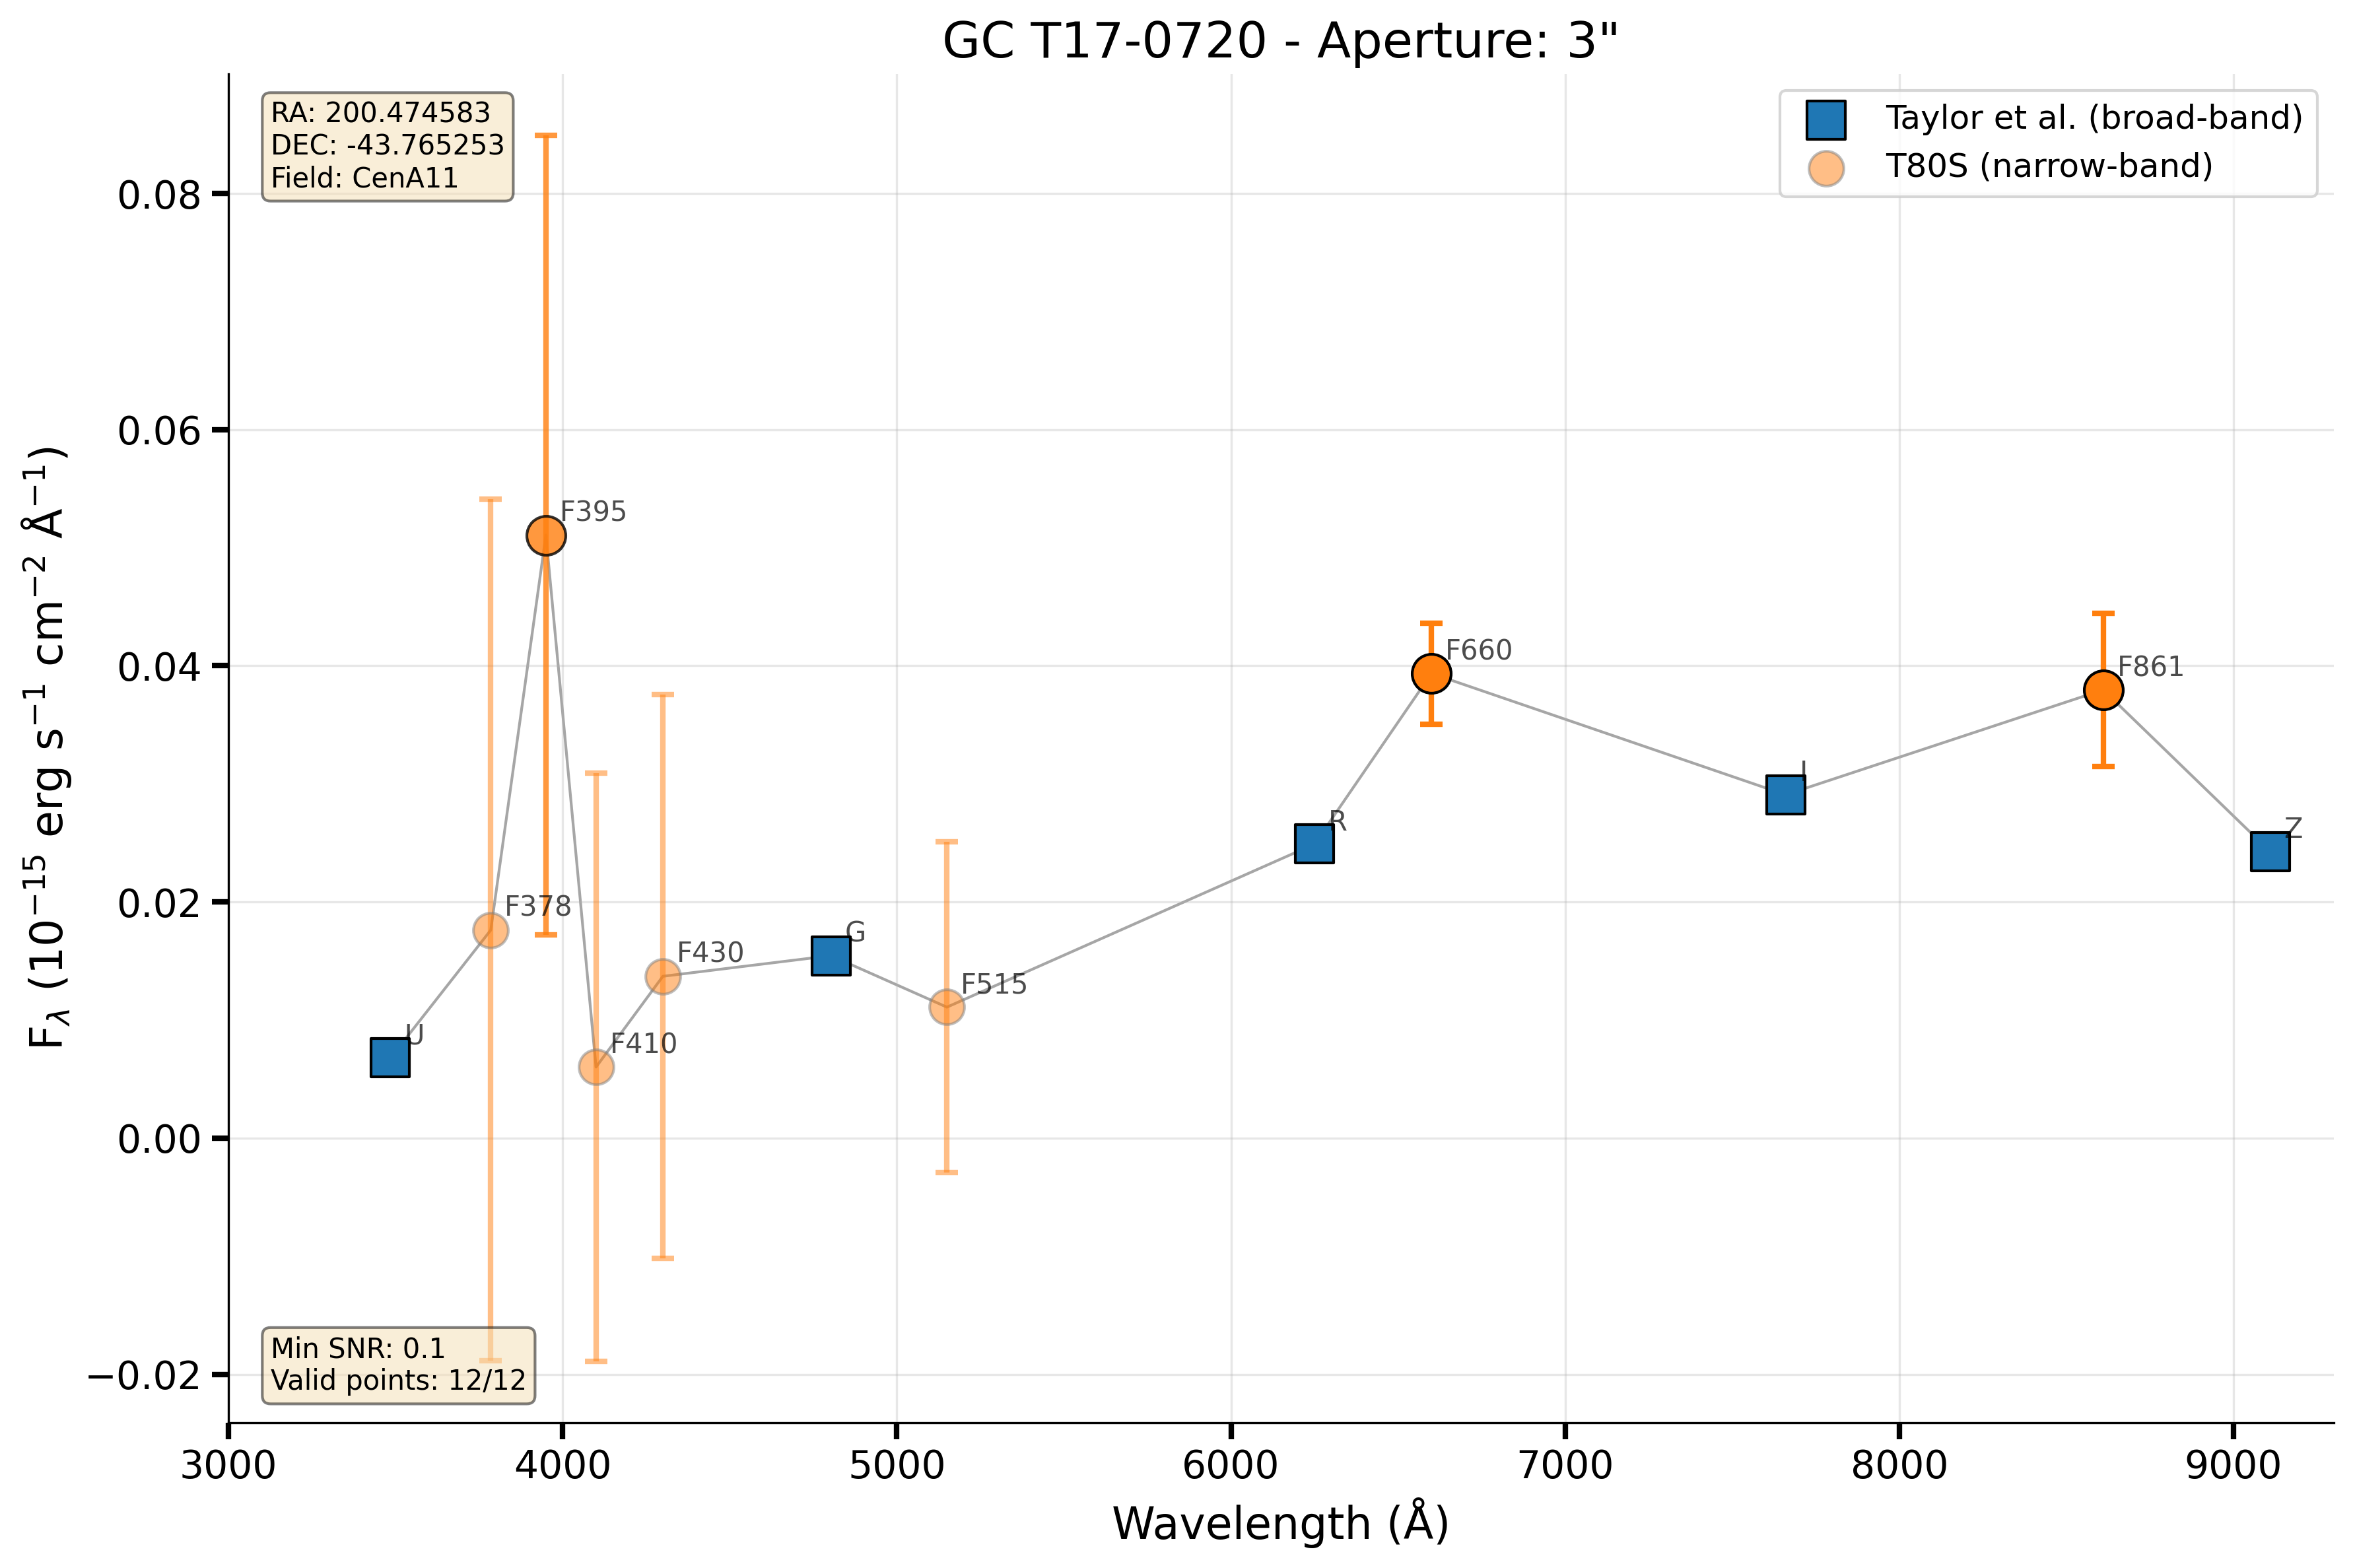 GC T17-0720 - Aperture: 3"
RA: 200.474583
DEC: -43.765253
Field: CenA11
Taylor et al. (broad-band)
T80S (narrow-band)
0.08
0.06
0.04
0.02
0.00
−0.02
F_λ (10⁻¹⁵ erg s⁻¹ cm⁻² Å⁻¹)
U
F378
F395
F410
F430
G
F515
R
F660
I
F861
Z
Min SNR: 0.1
Valid points: 12/12
3000 4000 5000 6000 7000 8000 9000
Wavelength (Å)